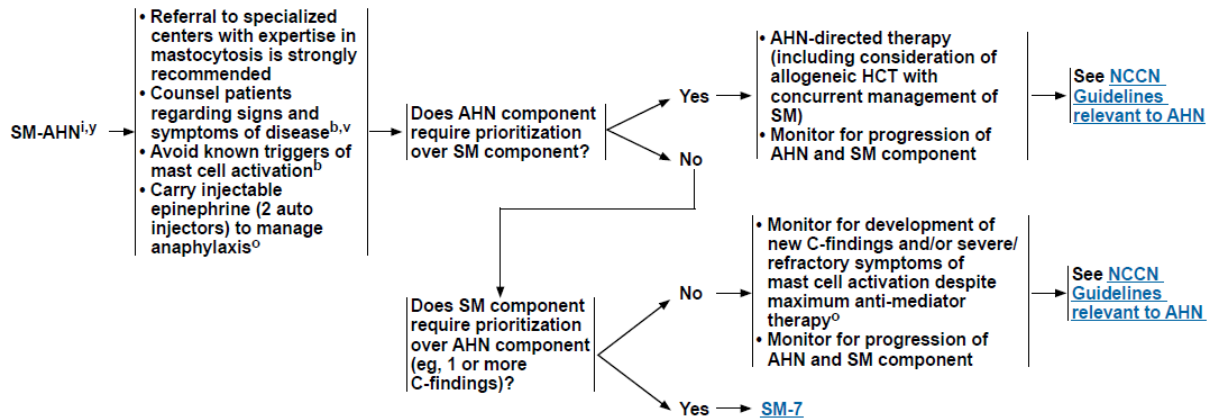 SM-AHNi,y
• Referral to specialized
centers with expertise in
mastocytosis is strongly
recommended
• Counsel patients
regarding signs and
symptoms of diseaseb,v
• Avoid known triggers of
mast cell activationb
• Carry injectable
epinephrine (2 auto
injectors) to manage
anaphylaxiso
Does AHN component
require prioritization
over SM component?
Yes
• AHN-directed therapy
(including consideration of
allogeneic HCT with
concurrent management of
SM)
• Monitor for progression of
AHN and SM component
See NCCN
Guidelines
relevant to AHN
No
Does SM component
require prioritization
over AHN component
(eg, 1 or more
C-findings)?
No
• Monitor for development of
new C-findings and/or severe/
refractory symptoms of
mast cell activation despite
maximum anti-mediator
therapyo
• Monitor for progression of
AHN and SM component
See NCCN
Guidelines
relevant to AHN
Yes
SM-7